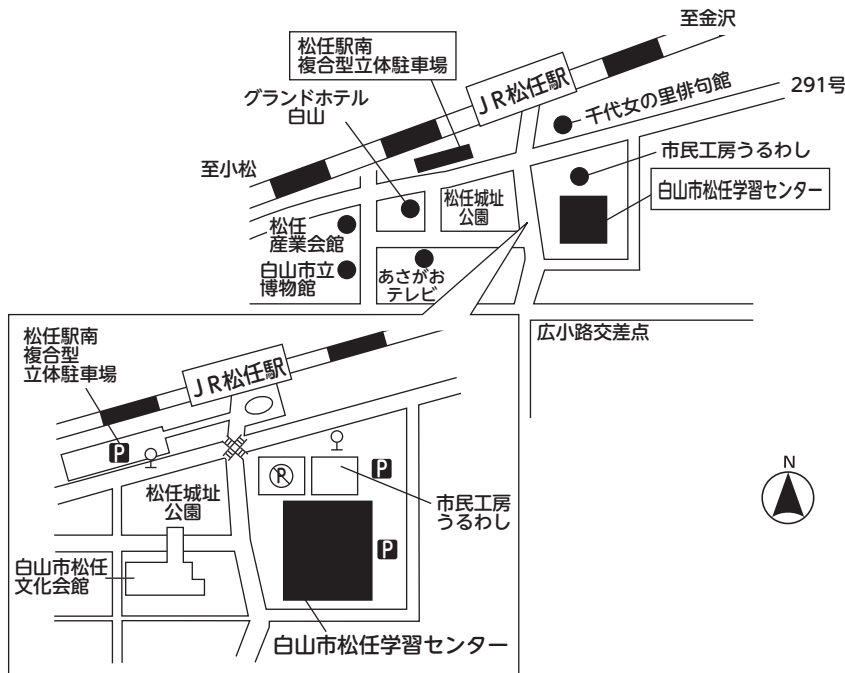 至金沢
松任駅南
複合型立体駐車場
JR松任駅
291号
グランドホテル
白山
千代女の里俳句館
至小松
市民工房うるわし
白山市松任学習センター
松任城址
公園
松任
産業会館
白山市立
博物館
あさがお
テレビ
広小路交差点
松任駅南
複合型
立体駐車場
JR松任駅
P
P
P
P
松任城址
公園
市民工房
うるわし
白山市松任
文化会館
白山市松任学習センター
N